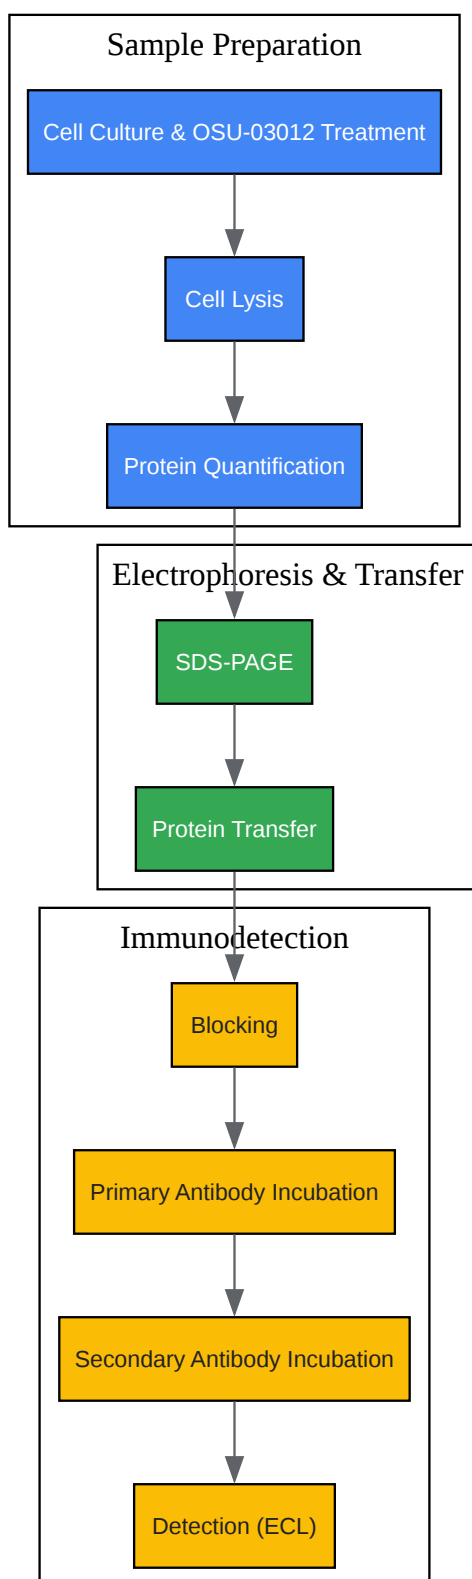 Sample Preparation
Cell Culture & OSU-03012 Treatment
Cell Lysis
Protein Quantification
Electrophoresis & Transfer
SDS-PAGE
Protein Transfer
Immunodetection
Blocking
Primary Antibody Incubation
Secondary Antibody Incubation
Detection (ECL)